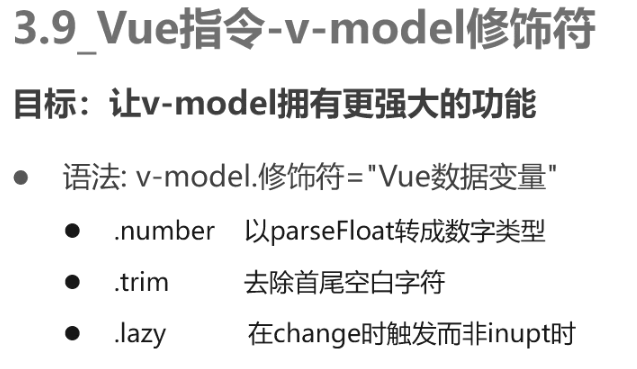 3.9_Vue指令-v-model修饰符
目标：让v-model拥有更强大的功能
● 语法: v-model.修饰符="Vue数据变量"
● .number 以parseFloat转成数字类型
● .trim 去除首尾空白字符
● .lazy 在change时触发而非inupt时